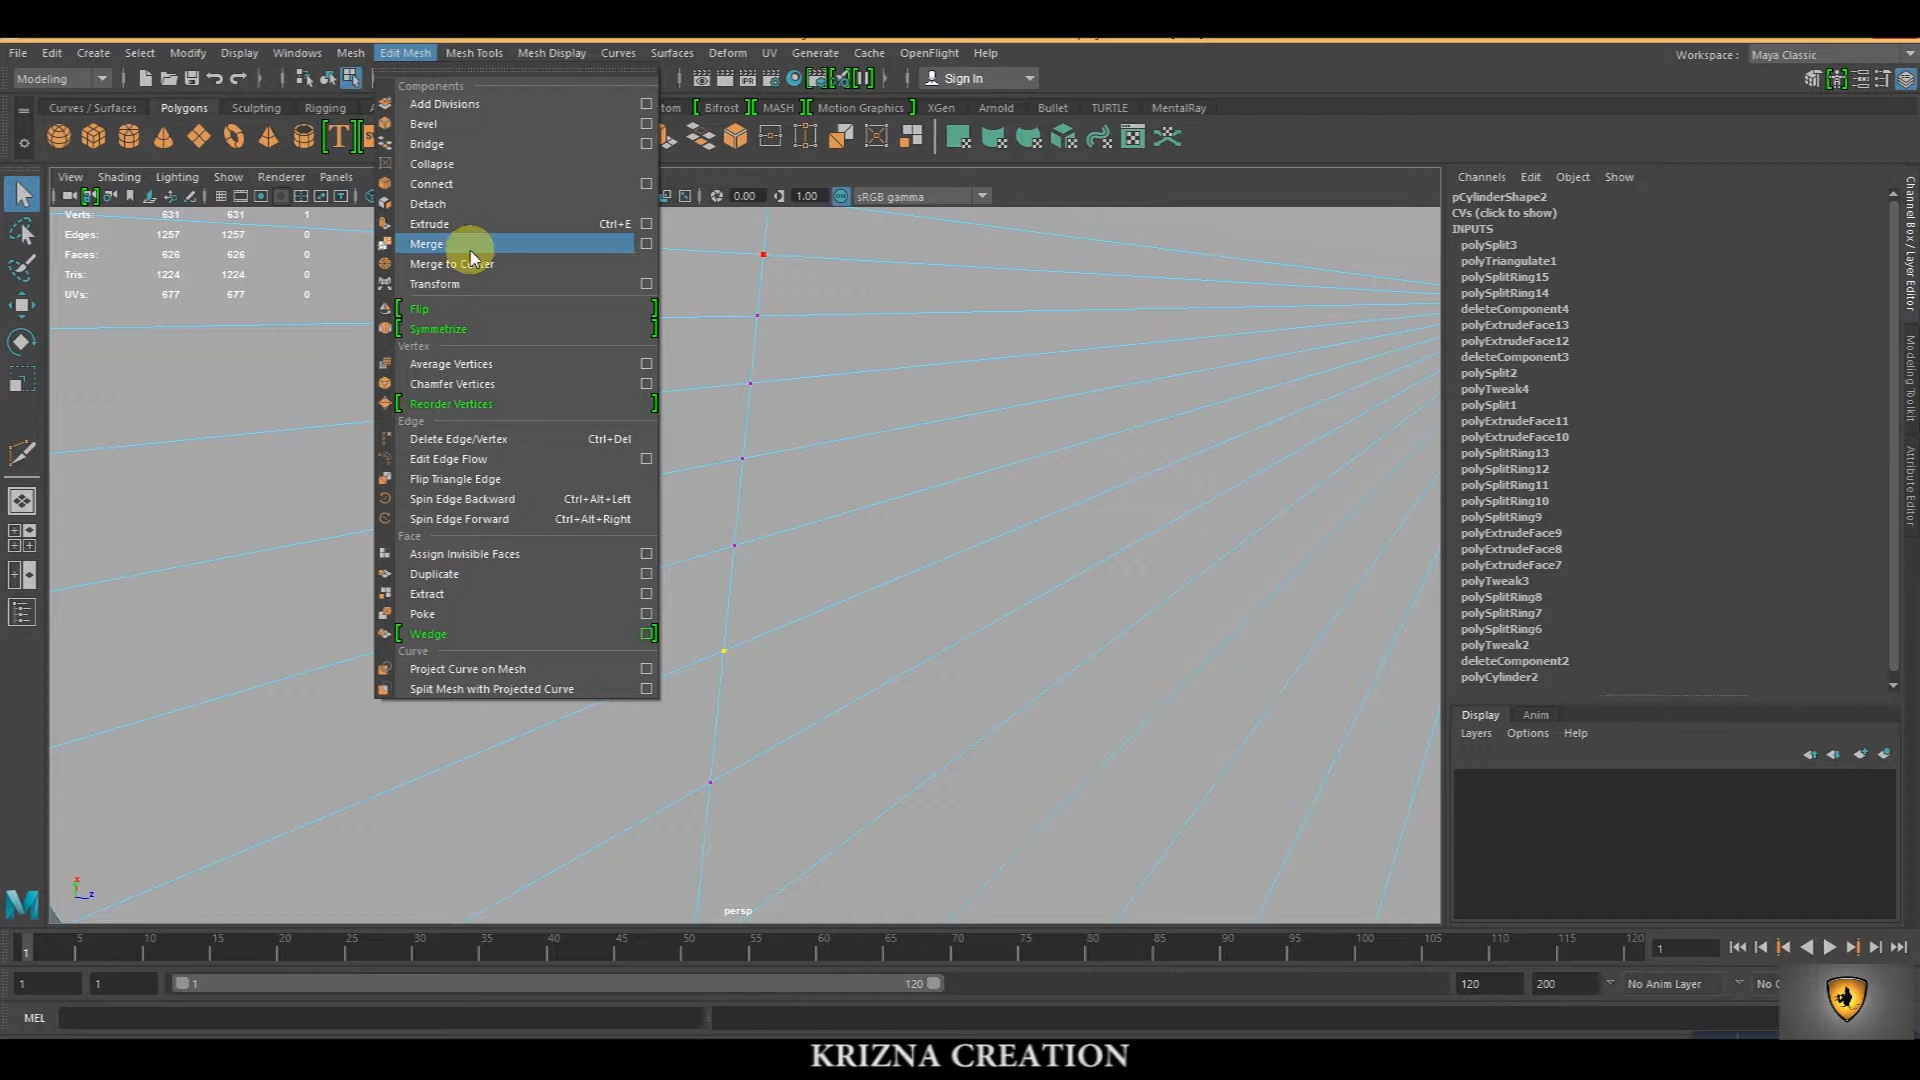 File Edit Create Select Modify Display Windows Mesh Edit Mesh Mesh Tools Mesh Display Curves Surfaces Deform UV Generate Cache OpenFlight Help
Workspace : Maya Classic
Modeling
Sign In
Curves / Surfaces Polygons Sculpting Rigging Bifrost MASH Motion Graphics XGen Arnold Bullet TURTLE MentalRay
View Shading Lighting Show Renderer Panels
0.00 1.00 sRGB gamma
Verts: 631 631 1
Edges: 1257 1257 0
Faces: 626 626 0
Tris: 1224 1224 0
UVs: 677 677 0
Components
Add Divisions
Bevel
Bridge
Collapse
Connect
Detach
Extrude Ctrl+E
Merge
Merge to Center
Transform
Flip
Symmetrize
Vertex
Average Vertices
Chamfer Vertices
Reorder Vertices
Edge
Delete Edge/Vertex Ctrl+Del
Edit Edge Flow
Flip Triangle Edge
Spin Edge Backward Ctrl+Alt+Left
Spin Edge Forward Ctrl+Alt+Right
Face
Assign Invisible Faces
Duplicate
Extract
Poke
Wedge
Curve
Project Curve on Mesh
Split Mesh with Projected Curve
persp
Channels Edit Object Show
pCylinderShape2
CVs (click to show)
INPUTS
polySplit3
polyTriangulate1
polySplitRing15
polySplitRing14
deleteComponent4
polyExtrudeFace13
polyExtrudeFace12
deleteComponent3
polySplit2
polyTweak4
polySplit1
polyExtrudeFace11
polyExtrudeFace10
polySplitRing13
polySplitRing12
polySplitRing11
polySplitRing10
polySplitRing9
polyExtrudeFace9
polyExtrudeFace8
polyExtrudeFace7
polyTweak3
polySplitRing8
polySplitRing7
polySplitRing6
polyTweak2
deleteComponent2
polyCylinder2
Display Anim
Layers Options Help
Channel Box / Layer Editor
Modeling Toolkit
Attribute Editor
5 10 15 20 25 30 35 40 45 50 55 60 65 70 75 80 85 90 95 100 105 110 115 120
1 1
1 1 1 120 120 200 No Anim Layer
MEL
KRIZNA CREATION